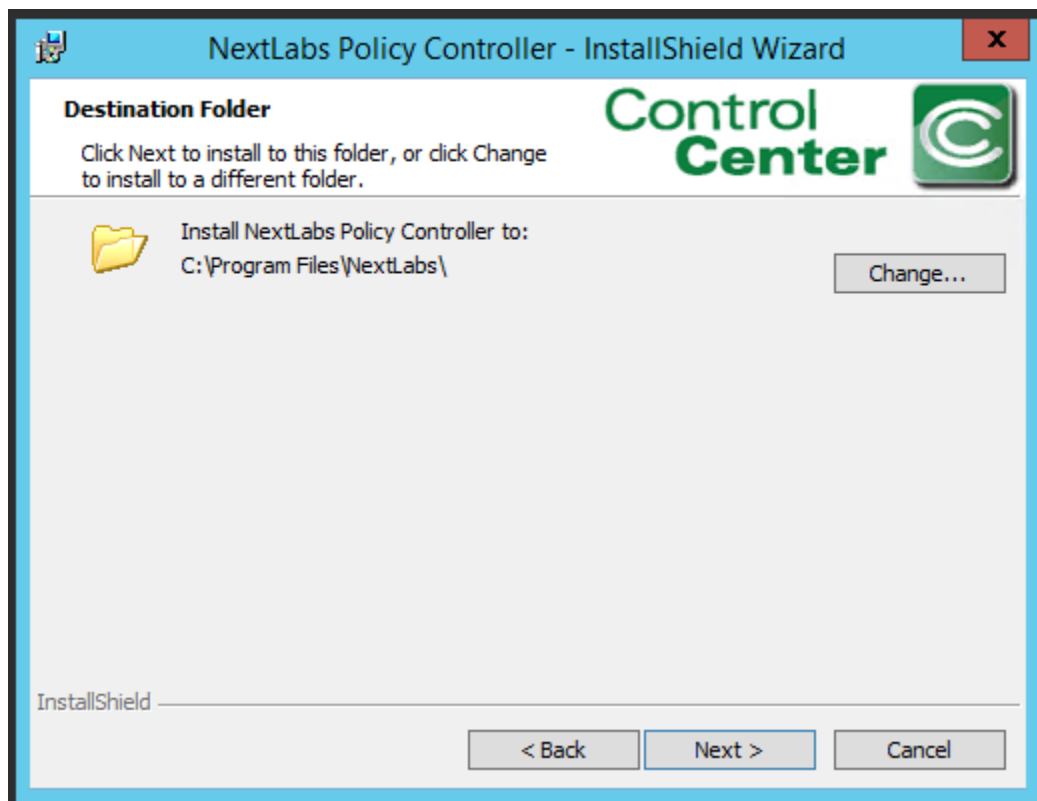 NextLabs Policy Controller - InstallShield Wizard
x
Destination Folder
Click Next to install to this folder, or click Change
to install to a different folder.
Control
Center
Install NextLabs Policy Controller to:
C:\Program Files\NextLabs\
Change...
InstallShield
< Back
Next >
Cancel